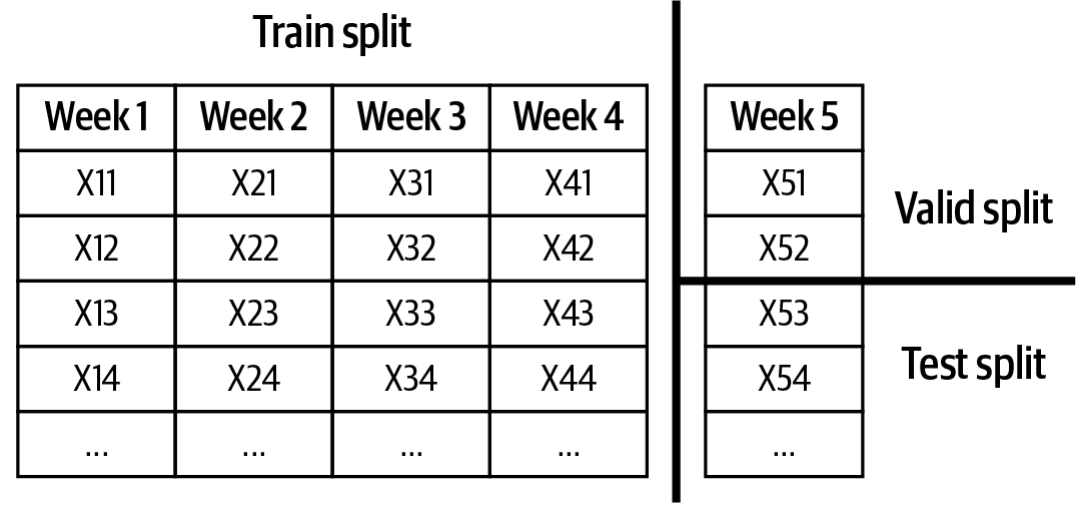 Train split
Week 1 Week 2 Week 3 Week 4 Week 5
X11 X21 X31 X41 X51
Valid split
X12 X22 X32 X42 X52
X13 X23 X33 X43 X53
Test split
X14 X24 X34 X44 X54
... ... ... ... ...